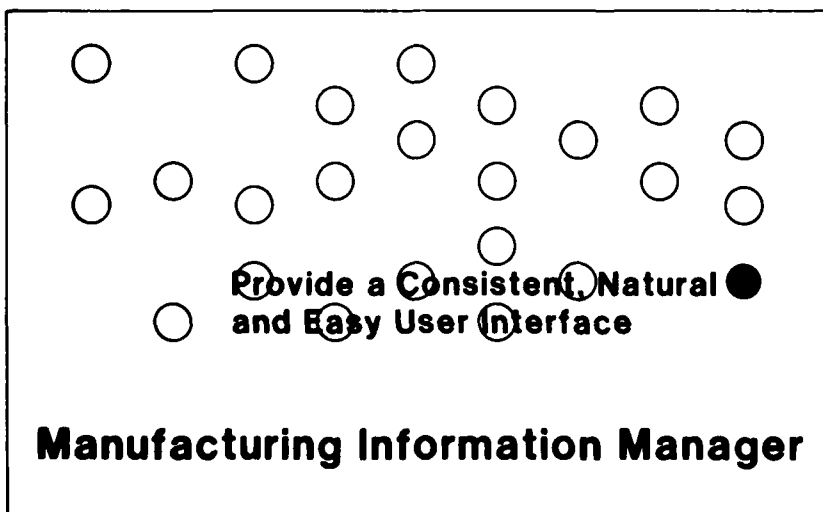 Provide a Consistent, Natural
and Easy User Interface
Manufacturing Information Manager